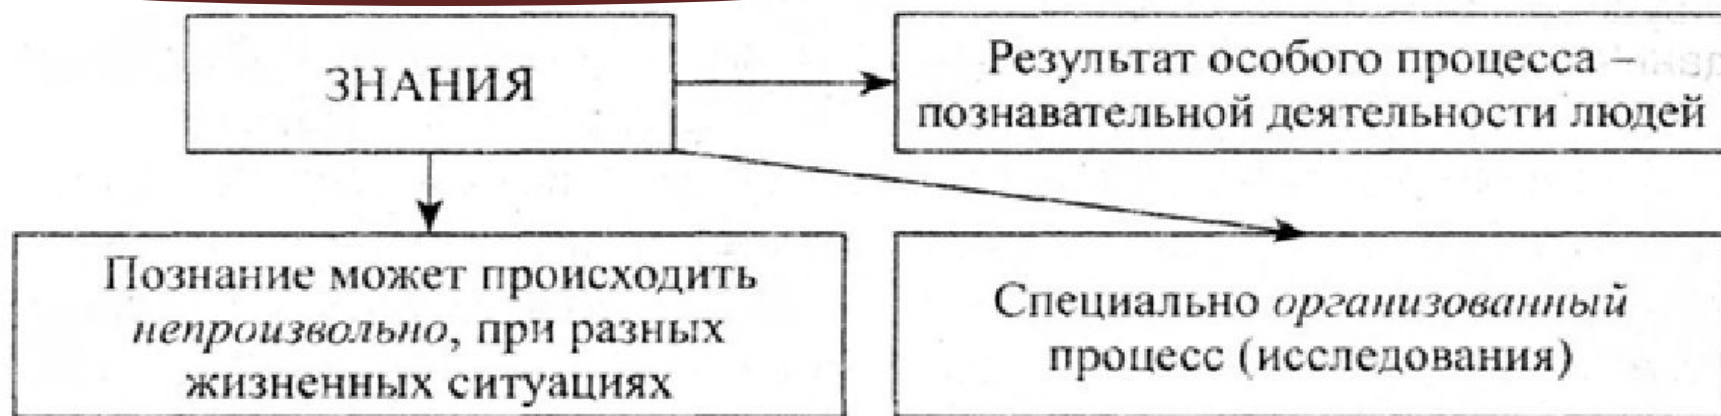 ЗНАНИЯ
Результат особого процесса –
познавательной деятельности людей
Познание может происходить
непроизвольно, при разных
жизненных ситуациях
Специально организованный
процесс (исследования)